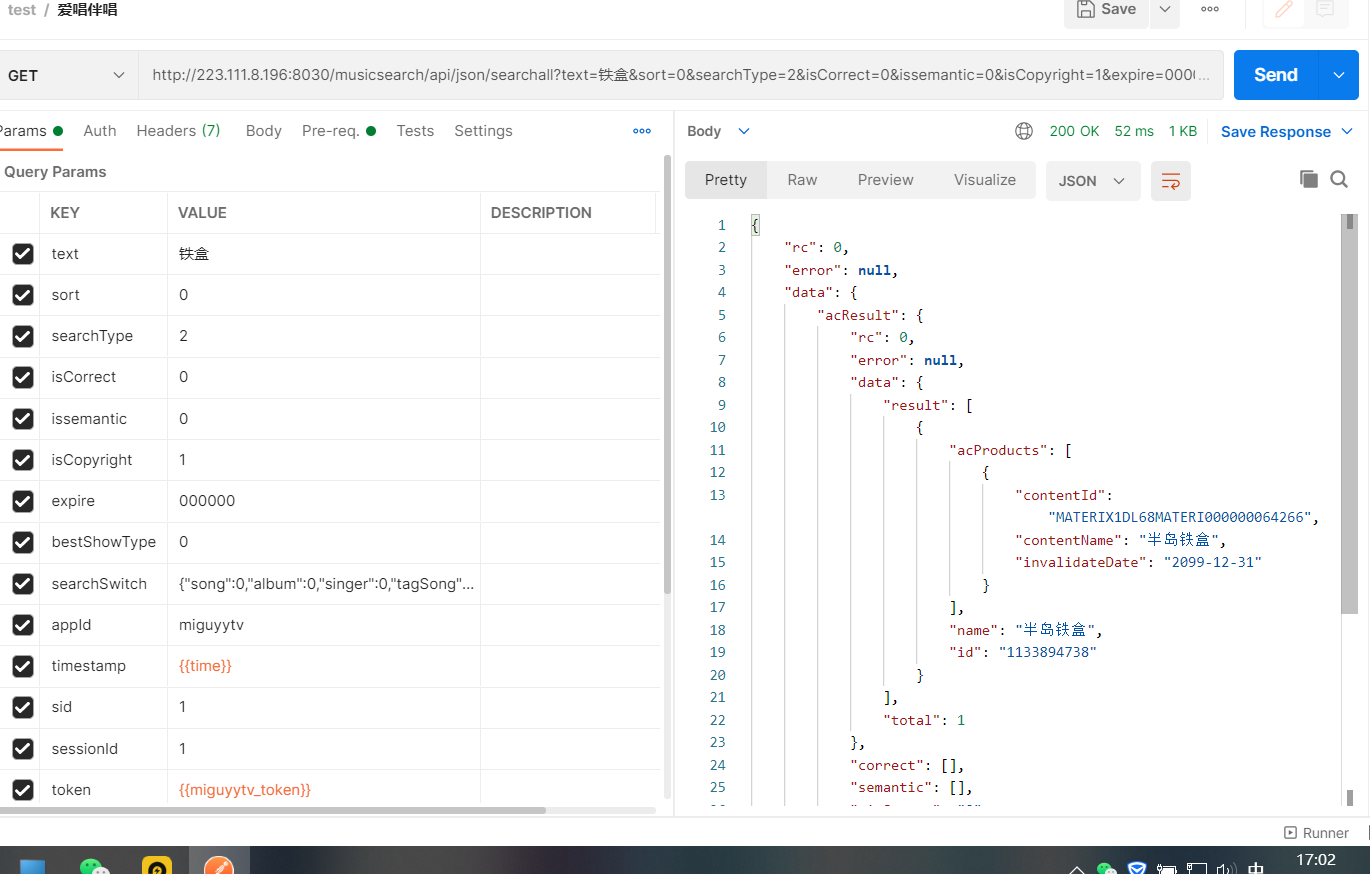 test / 爱唱伴唱
Save
GET
http://223.111.8.196:8030/musicsearch/api/json/searchall?text=铁盒&sort=0&searchType=2&isCorrect=0&issemantic=0&isCopyright=1&expire=000(...
Send
Params Auth Headers (7) Body Pre-req. Tests Settings
Body 200 OK 52 ms 1 KB Save Response
Query Params
Pretty Raw Preview Visualize JSON
KEY VALUE DESCRIPTION
text 铁盒
sort 0
searchType 2
isCorrect 0
issemantic 0
isCopyright 1
expire 000000
bestShowType 0
searchSwitch {"song":0,"album":0,"singer":0,"tagSong"...
appId miguyytv
timestamp {{time}}
sid 1
sessionId 1
token {{miguyytv_token}}
1 {
2 "rc": 0,
3 "error": null,
4 "data": {
5 "acResult": {
6 "rc": 0,
7 "error": null,
8 "data": {
9 "result": [
10 {
11 "acProducts": [
12 {
13 "contentId":
"MATERIX1DL68MATERI000000064266",
14 "contentName": "半岛铁盒",
15 "invalidateDate": "2099-12-31"
16 }
17 ],
18 "name": "半岛铁盒",
19 "id": "1133894738"
20 }
21 ],
22 "total": 1
23 },
24 "correct": [],
25 "semantic": [],
Runner
中
17:02